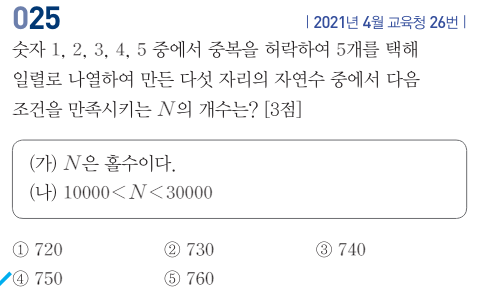 025
| 2021년 4월 교육청 26번 |
숫자 1, 2, 3, 4, 5 중에서 중복을 허락하여 5개를 택해
일렬로 나열하여 만든 다섯 자리의 자연수 중에서 다음
조건을 만족시키는 N의 개수는? [3점]
(가) N은 홀수이다.
(나) 10000<N<30000
① 720 ② 730 ③ 740
④ 750 ⑤ 760